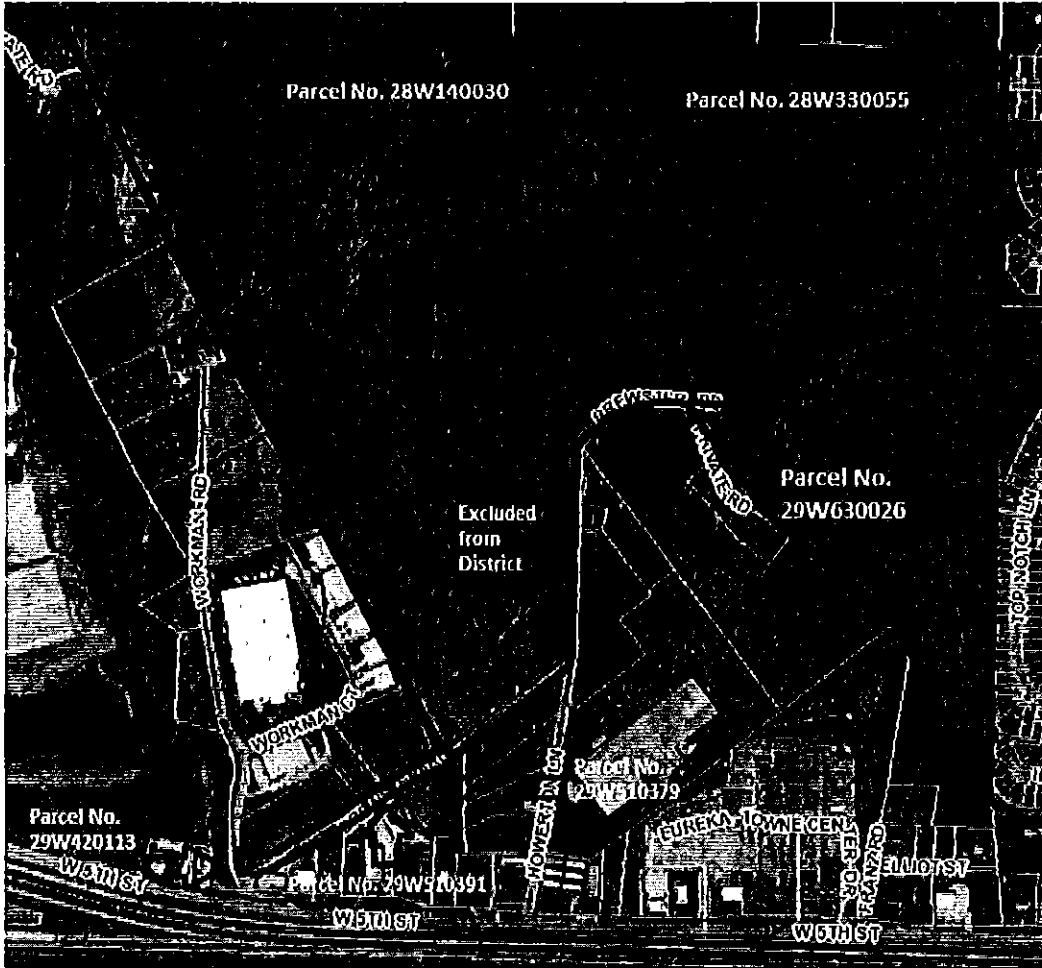 Parcel No. 28W140030
Parcel No. 28W330055
WORKMAN RD
PRIVATE RD
Parcel No.
29W630026
Excluded
from
District
TOP NOTCH LN
WORKMAN CT
Parcel No.
29W510379
Parcel No.
29W420113
EUREKA TOWNE CENTER DR
ELLIOT ST
W 5TH ST
Parcel No. 29W510391
W 5TH ST
W 5TH ST